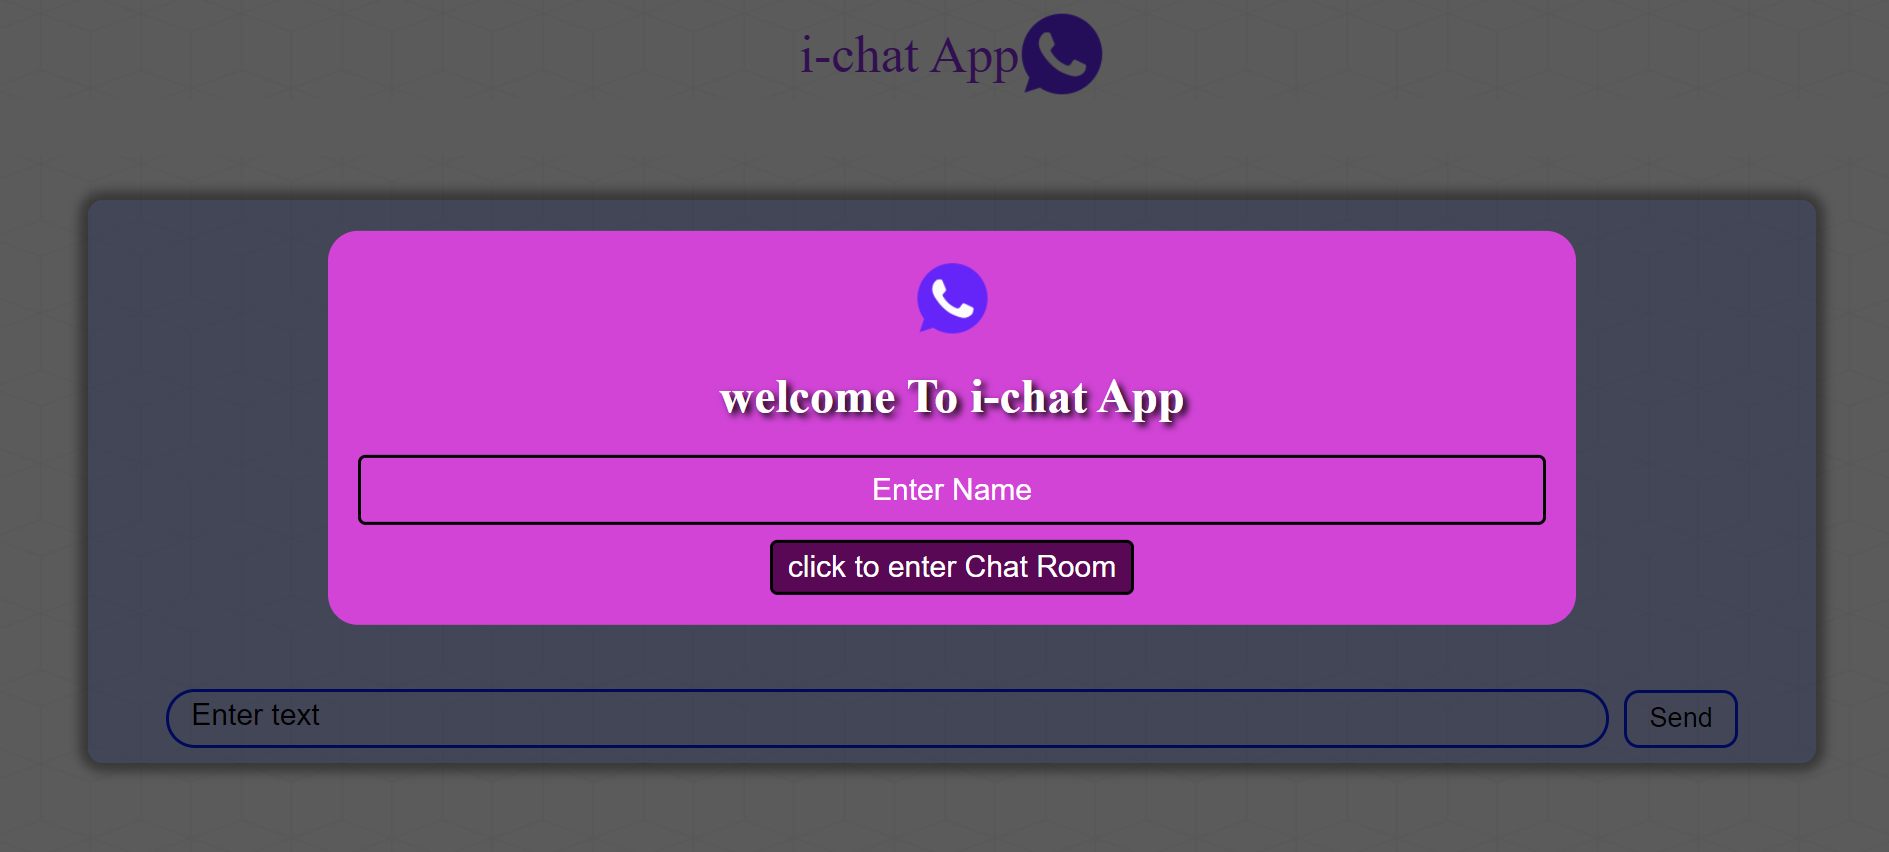 i-chat App
welcome To i-chat App
Enter Name
click to enter Chat Room
Enter text
Send